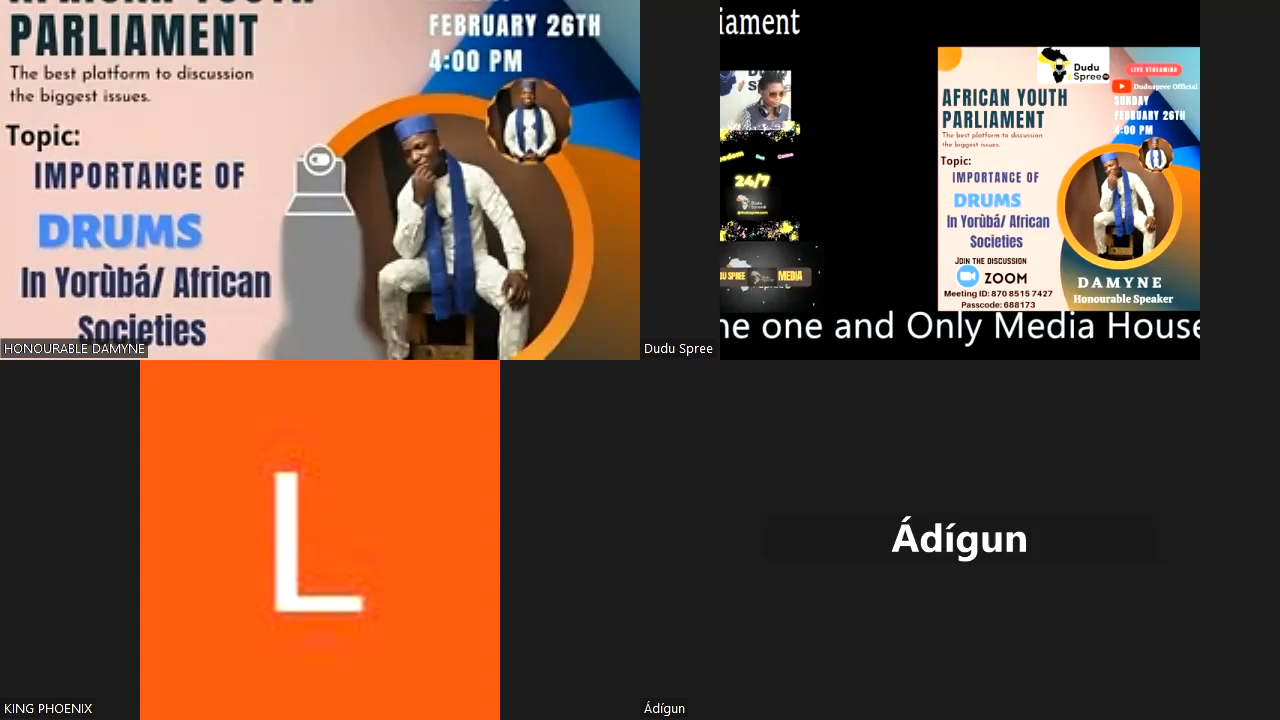 AFRICAN YOUTH
PARLIAMENT
The best platform to discussion
the biggest issues.
FEBRUARY 26TH
4:00 PM
Topic:
IMPORTANCE OF
DRUMS
In Yorùbá/ African
Societies
HONOURABLE DAMYNE
iament
24/7
DU SPREE
MEDIA
Dudu
Spree
LIVE STREAMING
Duduspree Official
AFRICAN YOUTH
PARLIAMENT
The best platform to discussion
the biggest issues.
SUNDAY
FEBRUARY 26TH
4:00 PM
Topic:
IMPORTANCE OF
DRUMS
In Yorùbá/ African
Societies
JOIN THE DISCUSSION
ZOOM
Meeting ID: 870 8515 7427
Passcode: 688173
DAMYNE
Honourable Speaker
he one and Only Media House
Dudu Spree
L
KING PHOENIX
Ádígun
Ádígun